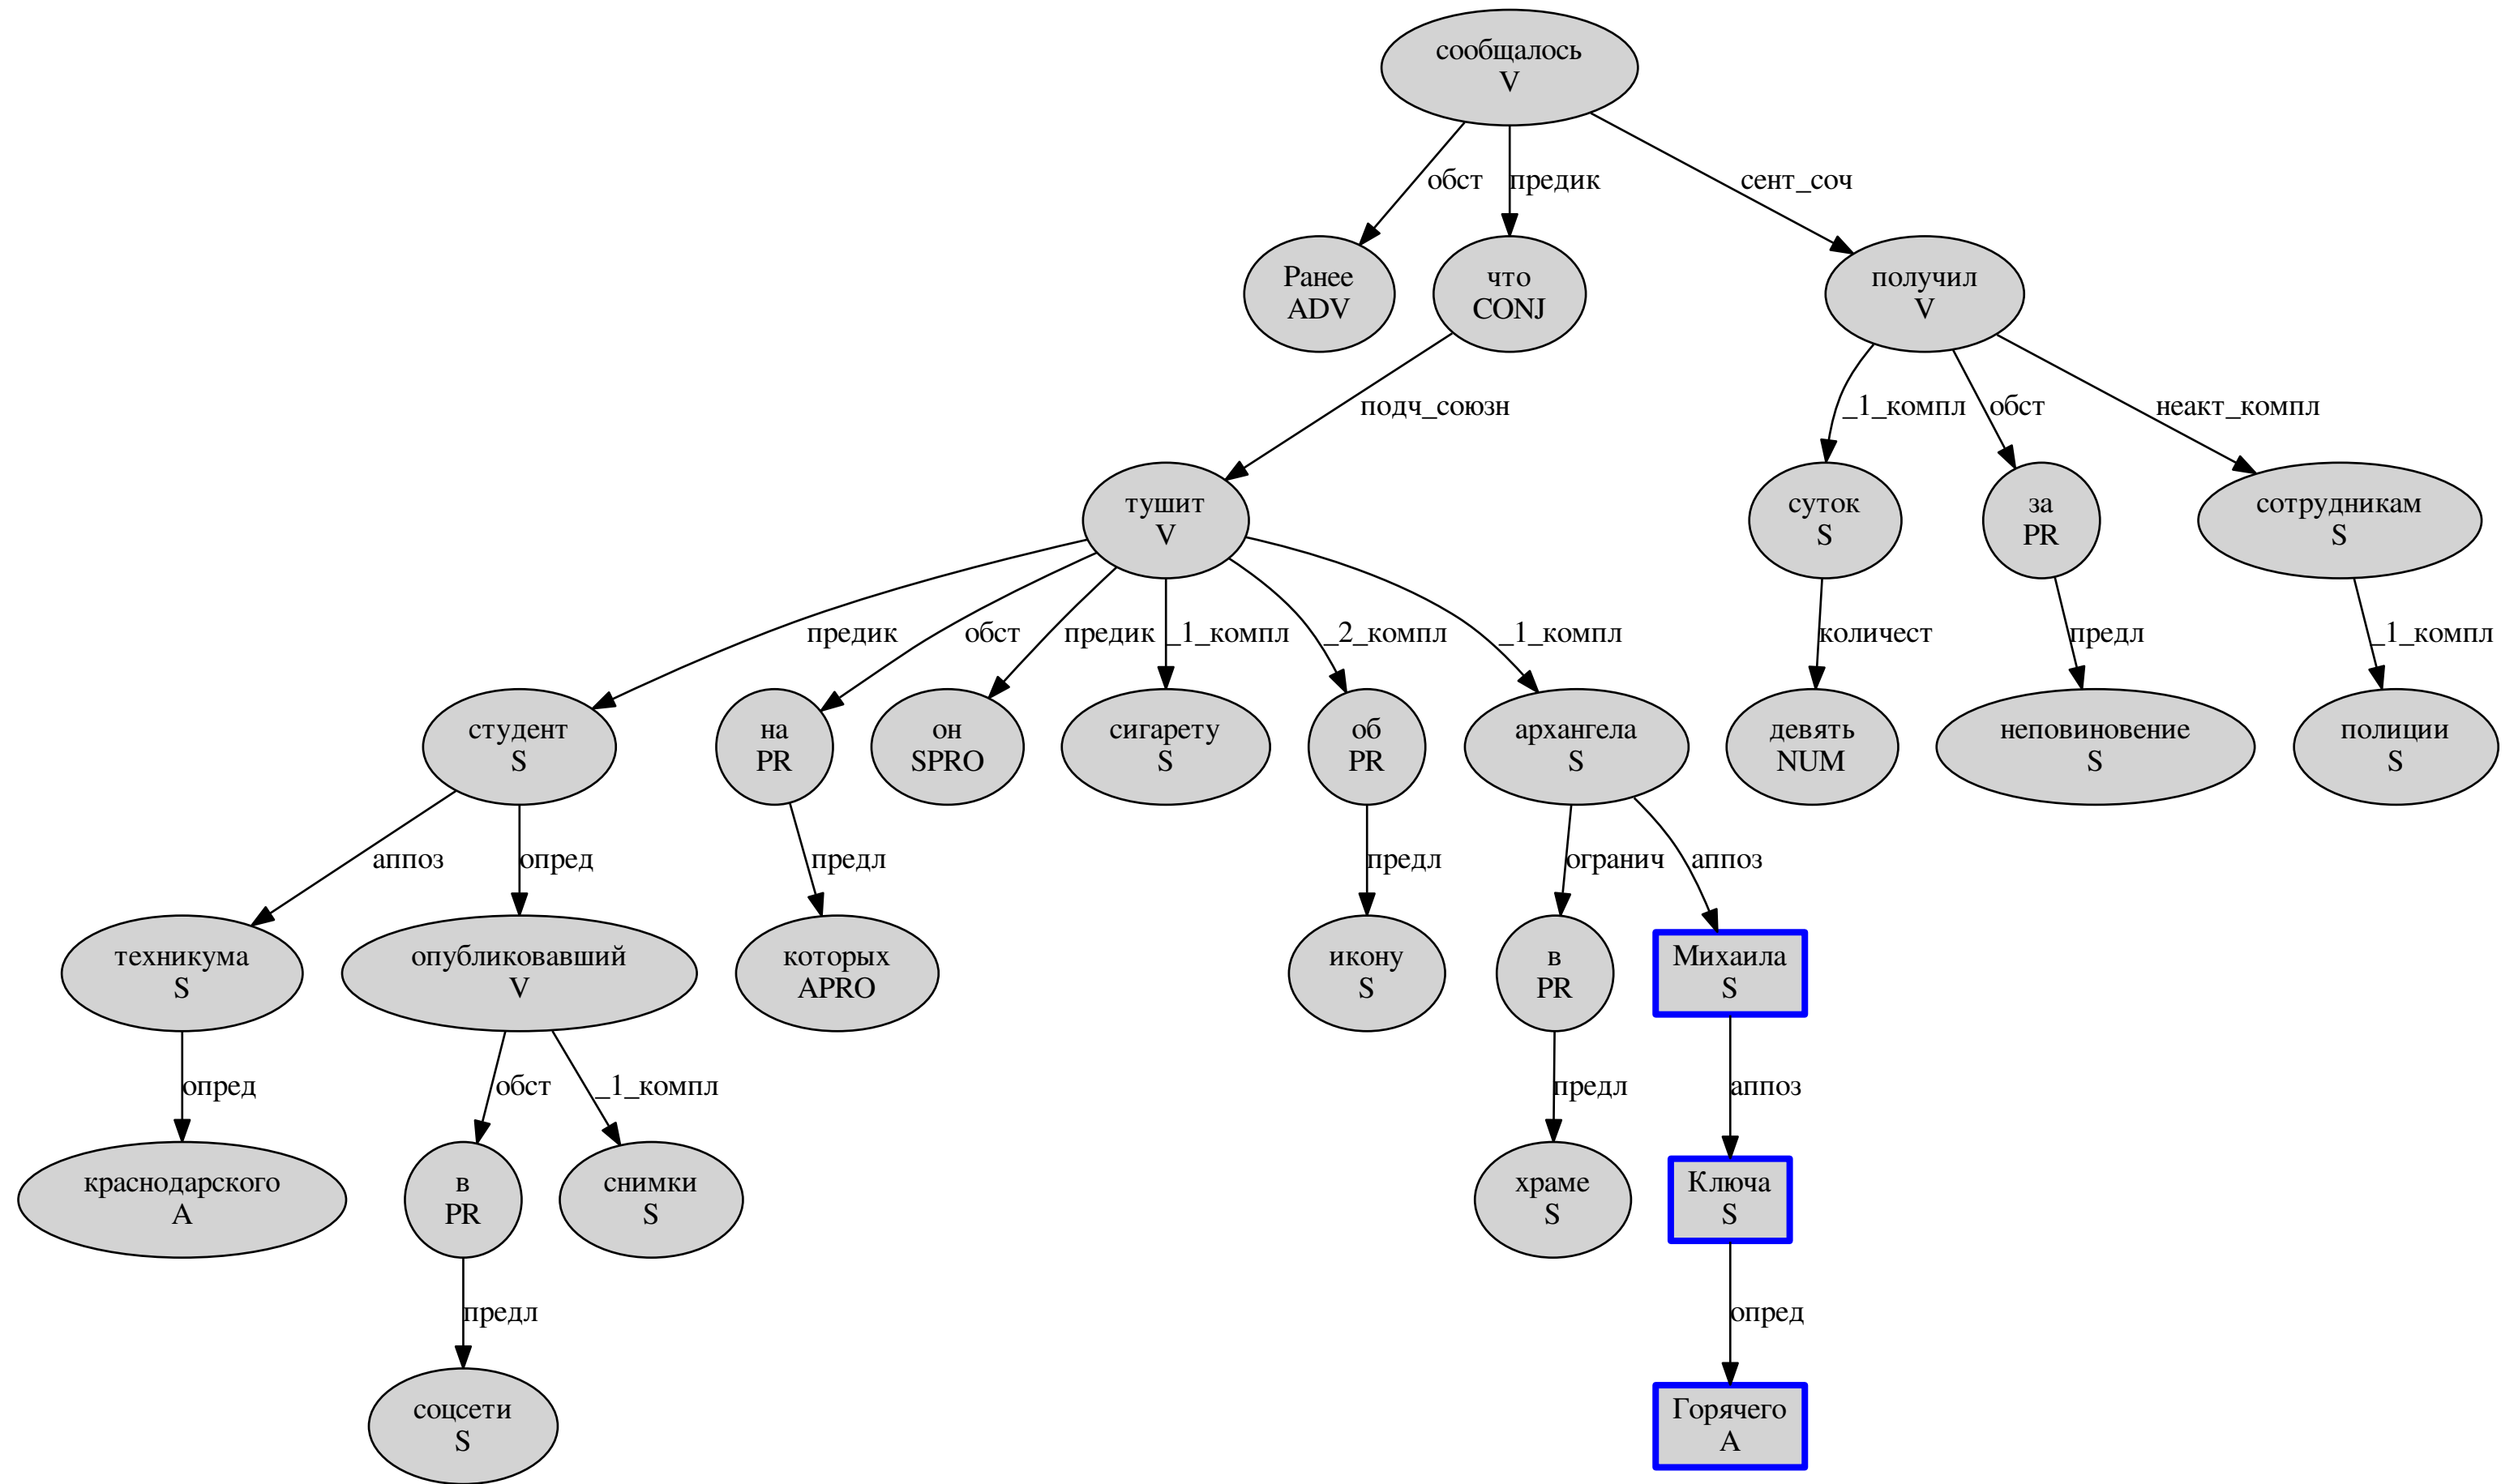 сообщалось
V
обст
предик
сент_соч
Ранее
ADV
что
CONJ
получил
V
подч_союзн
_1_компл
обст
неакт_компл
тушит
V
суток
S
за
PR
сотрудникам
S
предик
обст
предик
_1_компл
_2_компл
_1_компл
количест
предл
_1_компл
студент
S
на
PR
он
SPRO
сигарету
S
об
PR
архангела
S
девять
NUM
неповиновение
S
полиции
S
аппоз
опред
предл
предл
огранич
аппоз
техникума
S
опубликовавший
V
которых
APRO
икону
S
в
PR
Михаила
S
опред
обст
_1_компл
предл
аппоз
краснодарского
A
в
PR
снимки
S
храме
S
Ключа
S
предл
опред
соцсети
S
Горячего
A